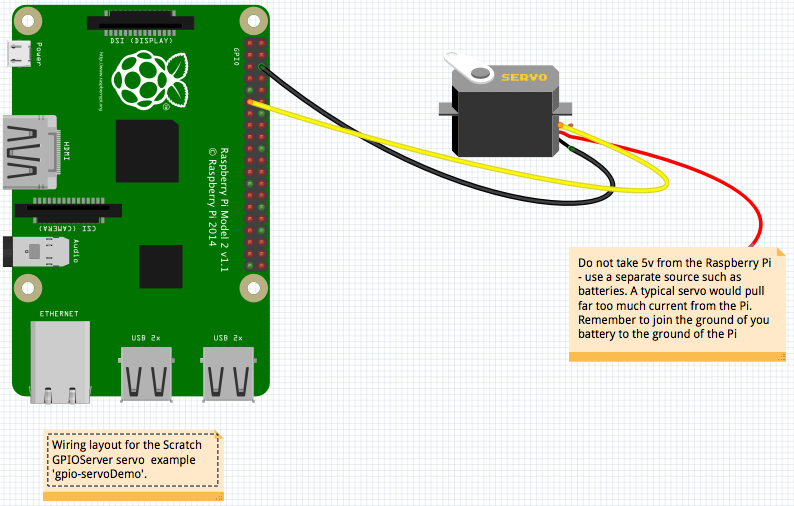 DSI (DISPLAY)
Power
http://www.raspberrypi.org
GPIO
SERVO
®
HDMI
Raspberry Pi Model 2 v1.1
© Raspberry Pi 2014
CSI (CAMERA)
Audio
Do not take 5v from the Raspberry Pi
- use a separate source such as
batteries. A typical servo would pull
far too much current from the Pi.
Remember to join the ground of you
battery to the ground of the Pi
ETHERNET
USB 2x
USB 2x
Wiring layout for the Scratch
GPIOServer servo example
'gpio-servoDemo'.